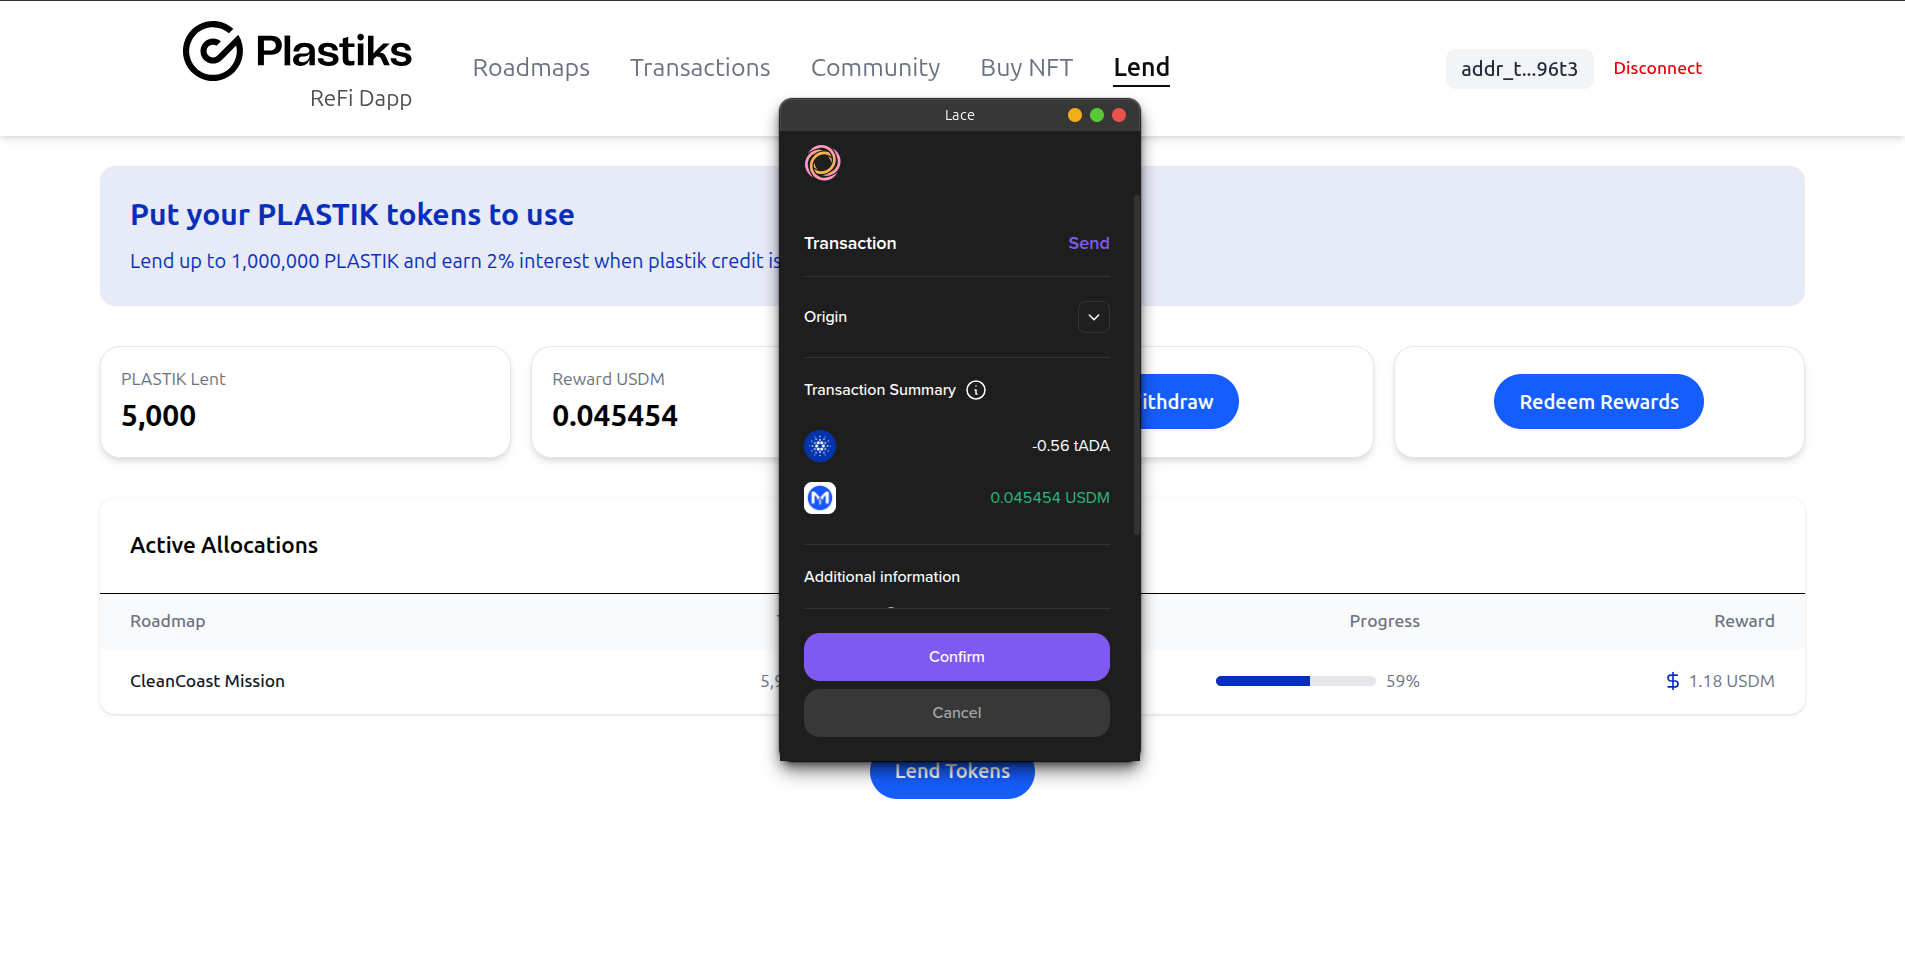 Plastiks
ReFi Dapp
Roadmaps
Transactions
Community
Buy NFT
Lend
addr_t...96t3
Disconnect
Put your PLASTIK tokens to use
Lend up to 1,000,000 PLASTIK and earn 2% interest when plastik credit is
PLASTIK Lent
5,000
Reward USDM
0.045454
ithdraw
Redeem Rewards
Active Allocations
Roadmap
Progress
Reward
CleanCoast Mission
59%
$ 1.18 USDM
Lend Tokens
Lace
Transaction
Send
Origin
Transaction Summary
-0.56 tADA
0.045454 USDM
Additional information
Confirm
Cancel